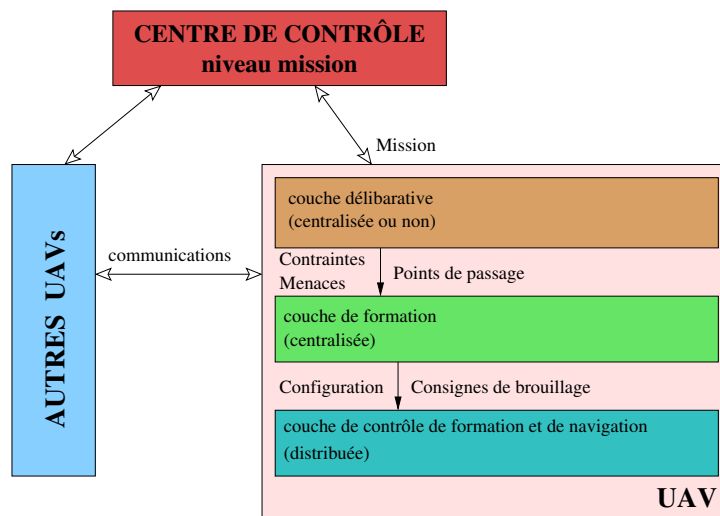 CENTRE DE CONTRÔLE
niveau mission
Mission
AUTRES UAVs
communications
couche délibarative
(centralisée ou non)
Contraintes
Menaces
Points de passage
couche de formation
(centralisée)
Configuration
Consignes de brouillage
couche de contrôle de formation et de navigation
(distribuée)
UAV